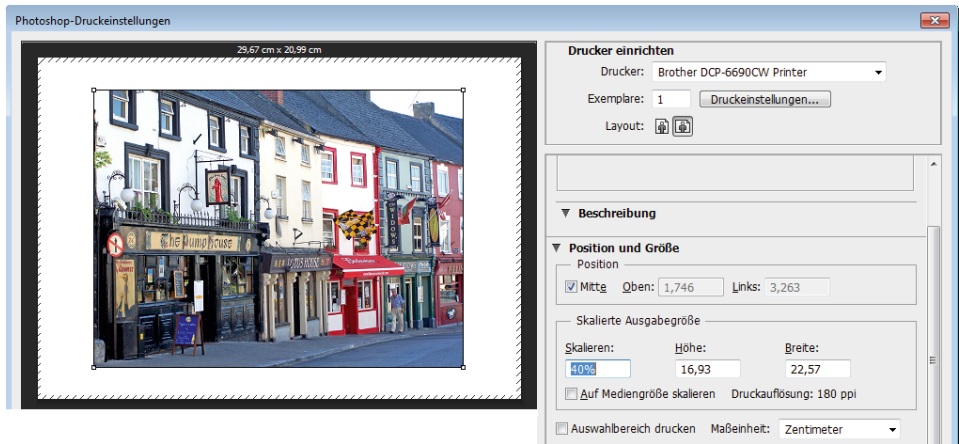 Photoshop-Druckeinstellungen
29,67 cm x 20,99 cm
The Pump House
Drucker einrichten
Drucker: Brother DCP-6690CW Printer
Exemplare: 1 Druckeinstellungen...
Layout:
Beschreibung
Position und Größe
Position
Mitte Oben: 1,746 Links: 3,263
Skalierte Ausgabegröße
Skalieren: Höhe: Breite:
40% 16,93 22,57
Auf Mediengröße skalieren Druckauflösung: 180 ppi
Auswahlbereich drucken Maßeinheit: Zentimeter